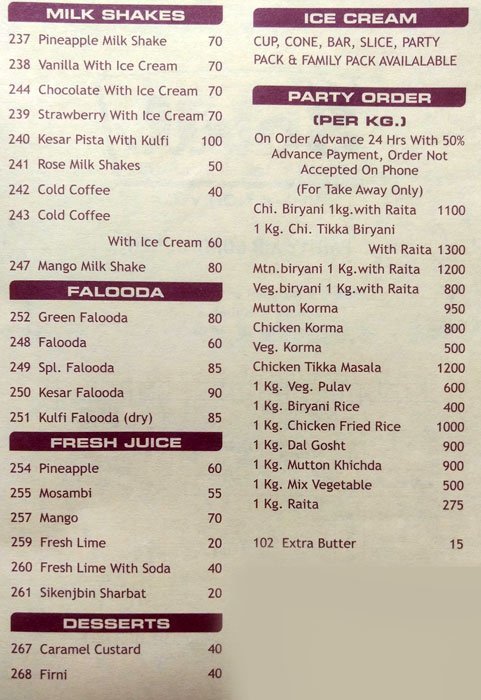 MILK SHAKES
237 Pineapple Milk Shake 70
238 Vanilla With Ice Cream 70
244 Chocolate With Ice Cream 70
239 Strawberry With Ice Cream 70
240 Kesar Pista With Kulfi 100
241 Rose Milk Shakes 50
242 Cold Coffee 40
243 Cold Coffee
With Ice Cream 60
247 Mango Milk Shake 80
FALOODA
252 Green Falooda 80
248 Falooda 60
249 Spl. Falooda 85
250 Kesar Falooda 90
251 Kulfi Falooda (dry) 85
FRESH JUICE
254 Pineapple 60
255 Mosambi 55
257 Mango 70
259 Fresh Lime 20
260 Fresh Lime With Soda 40
261 Sikenjbin Sharbat 20
DESSERTS
267 Caramel Custard 40
268 Firni 40
ICE CREAM
CUP, CONE, BAR, SLICE, PARTY
PACK & FAMILY PACK AVAILALABLE
PARTY ORDER
(PER KG.)
On Order Advance 24 Hrs With 50%
Advance Payment, Order Not
Accepted On Phone
(For Take Away Only)
Chi. Biryani 1kg.with Raita 1100
1 Kg. Chi. Tikka Biryani
With Raita 1300
Mtn.biryani 1 Kg.with Raita 1200
Veg.biryani 1 Kg.with Raita 800
Mutton Korma 950
Chicken Korma 800
Veg. Korma 500
Chicken Tikka Masala 1200
1 Kg. Veg. Pulav 600
1 Kg. Biryani Rice 400
1 Kg. Chicken Fried Rice 1000
1 Kg. Dal Gosht 900
1 Kg. Mutton Khichda 900
1 Kg. Mix Vegetable 500
1 Kg. Raita 275
102 Extra Butter 15